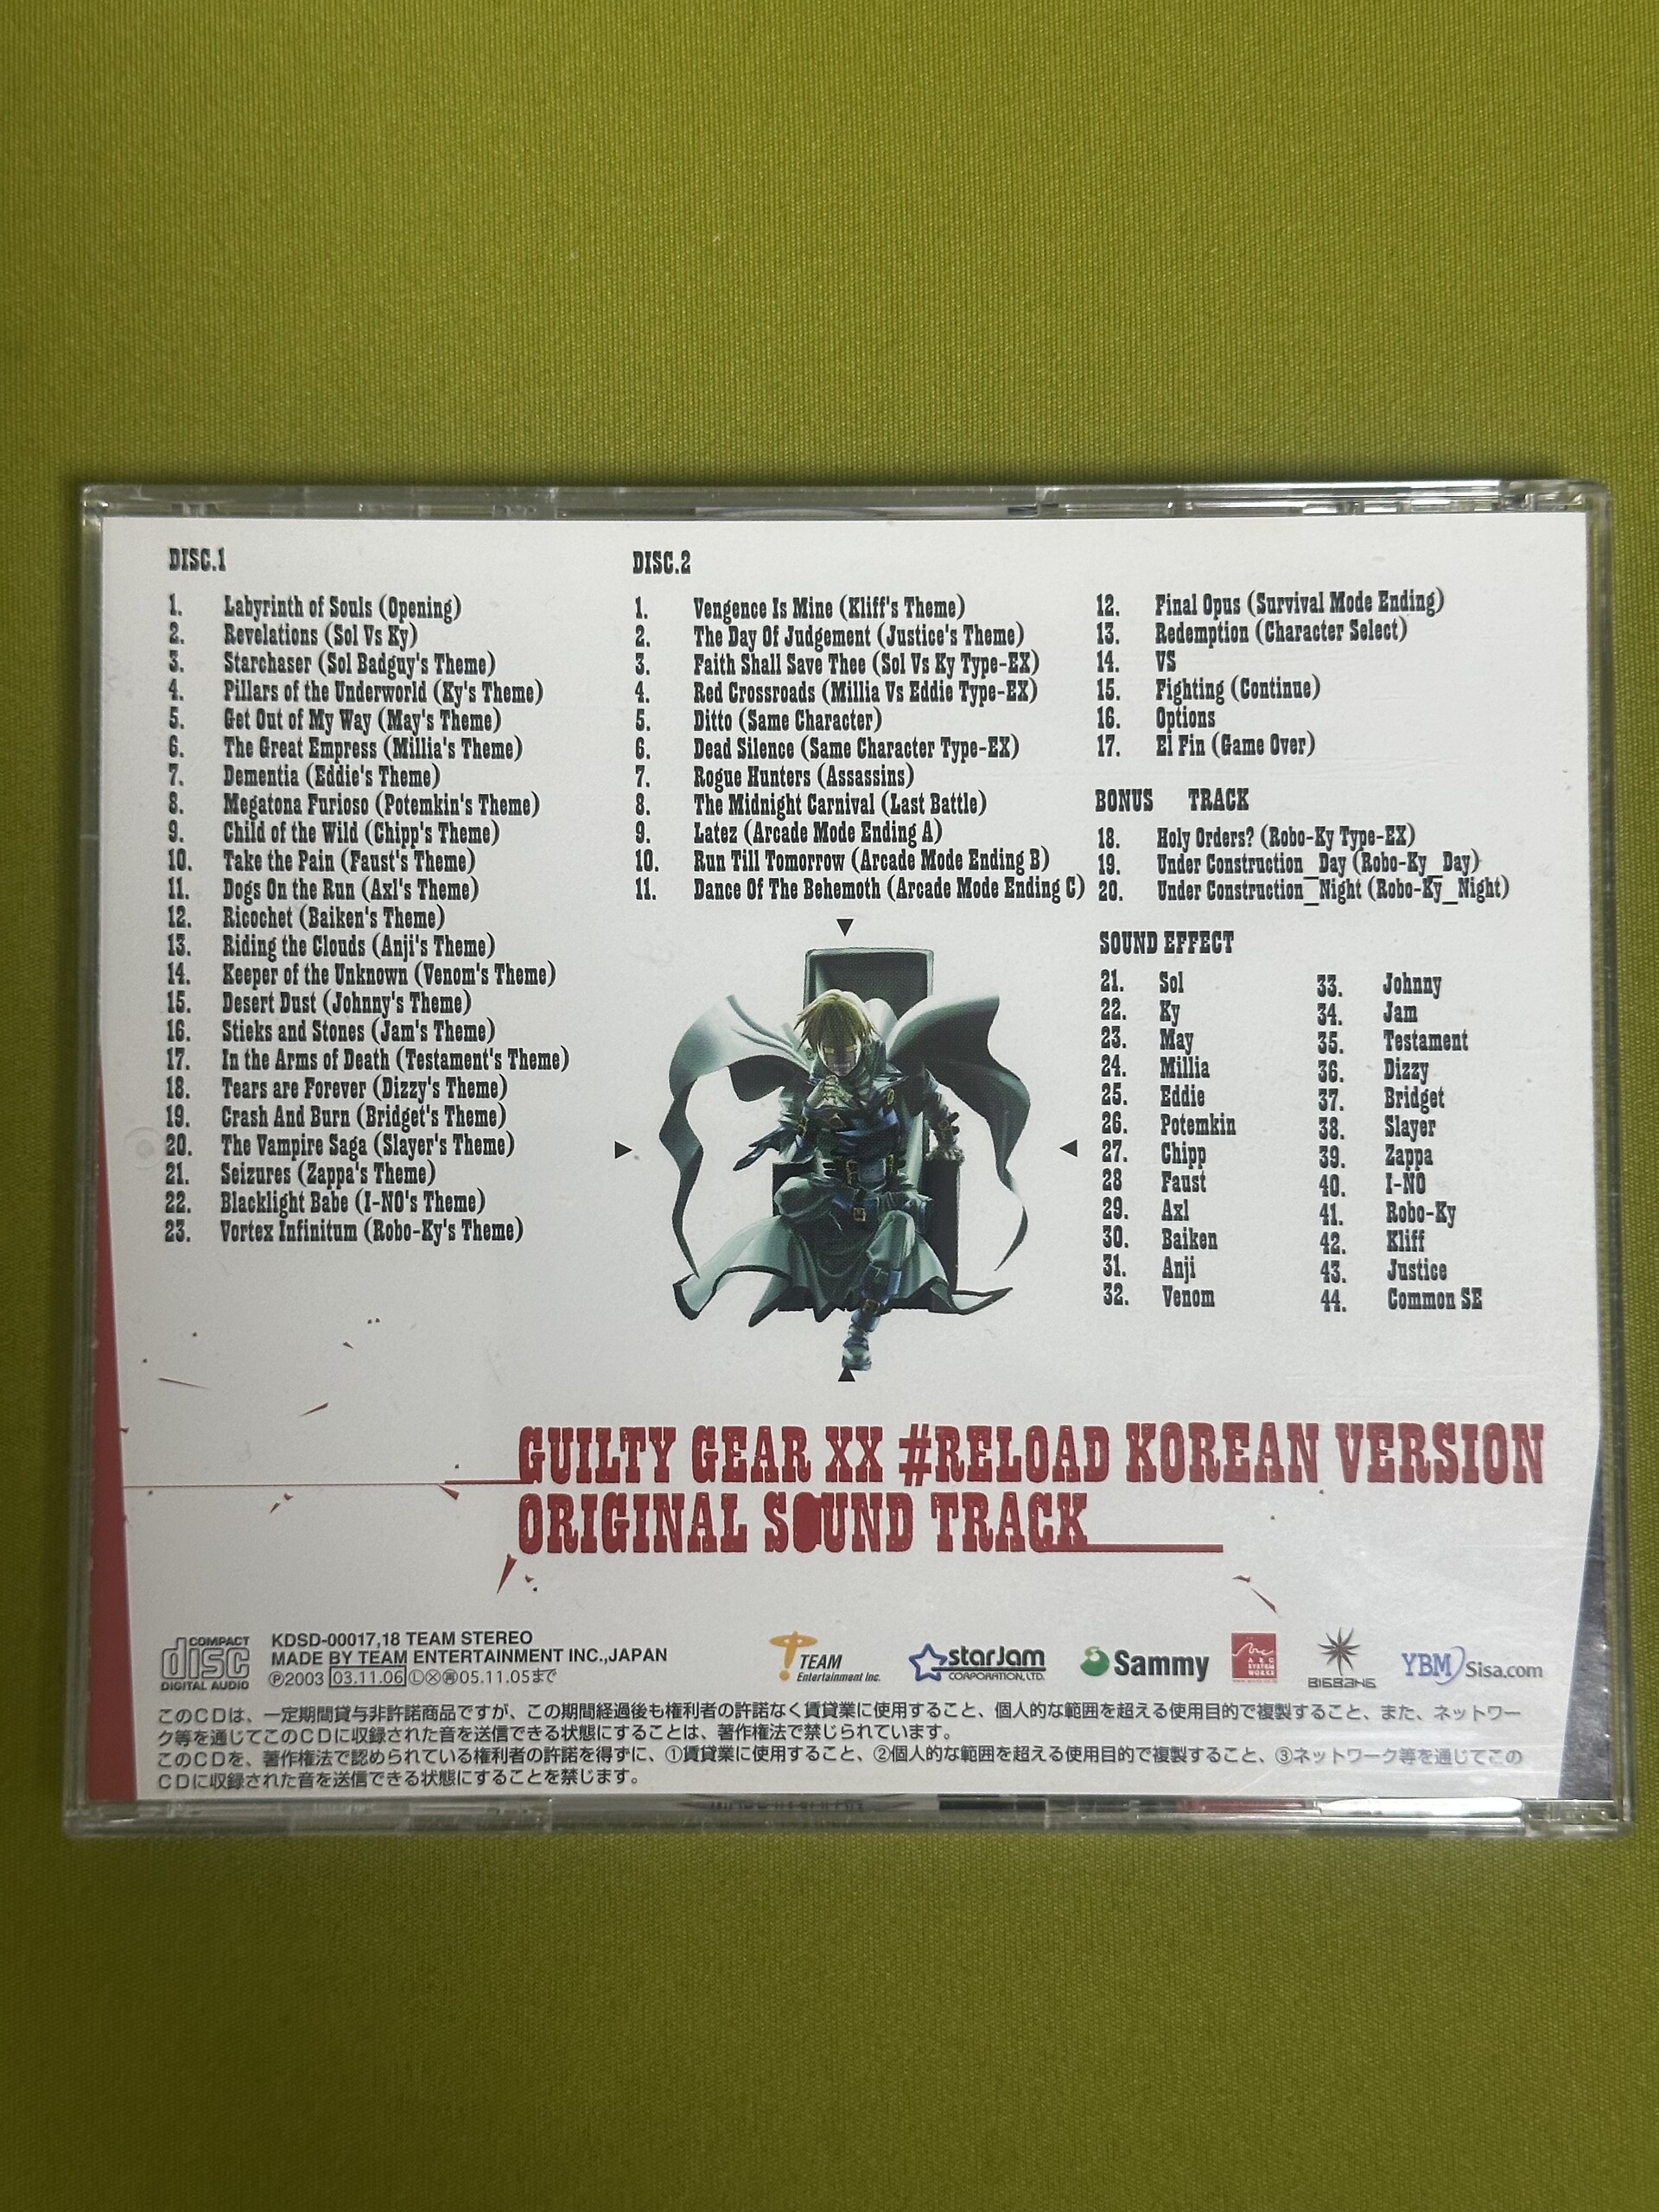 DISC.1
1. Labyrinth of Souls (Opening)
2. Revelations (Sol Vs Ky)
3. Starchaser (Sol Badguy's Theme)
4. Pillars of the Underworld (Ky's Theme)
5. Get Out of My Way (May's Theme)
6. The Great Empress (Millia's Theme)
7. Dementia (Eddie's Theme)
8. Megatona Furioso (Potemkin's Theme)
9. Child of the Wild (Chipp's Theme)
10. Take the Pain (Faust's Theme)
11. Dogs On the Run (Axl's Theme)
12. Ricochet (Baiken's Theme)
13. Riding the Clouds (Anji's Theme)
14. Keeper of the Unknown (Venom's Theme)
15. Desert Dust (Johnny's Theme)
16. Stieks and Stones (Jam's Theme)
17. In the Arms of Death (Testament's Theme)
18. Tears are Forever (Dizzy's Theme)
19. Crash And Burn (Bridget's Theme)
20. The Vampire Saga (Slayer's Theme)
21. Seizures (Zappa's Theme)
22. Blacklight Babe (I-NO's Theme)
23. Vortex Infinitum (Robo-Ky's Theme)
DISC.2
1. Vengence Is Mine (Kliff's Theme)
2. The Day Of Judgement (Justice's Theme)
3. Faith Shall Save Thee (Sol Vs Ky Type-EX)
4. Red Crossroads (Millia Vs Eddie Type-EX)
5. Ditto (Same Character)
6. Dead Silence (Same Character Type-EX)
7. Rogue Hunters (Assassins)
8. The Midnight Carnival (Last Battle)
9. Latez (Arcade Mode Ending A)
10. Run Till Tomorrow (Arcade Mode Ending B)
11. Dance Of The Behemoth (Arcade Mode Ending C)
12. Final Opus (Survival Mode Ending)
13. Redemption (Character Select)
14. VS
15. Fighting (Continue)
16. Options
17. El Fin (Game Over)
BONUS TRACK
18. Holy Orders? (Robo-Ky Type-EX)
19. Under Construction_Day (Robo-Ky_Day)
20. Under Construction_Night (Robo-Ky_Night)
SOUND EFFECT
21. Sol
22. Ky
23. May
24. Millia
25. Eddie
26. Potemkin
27. Chipp
28 Faust
29. Axl
30. Baiken
31. Anji
32. Venom
33. Johnny
34. Jam
35. Testament
36. Dizzy
37. Bridget
38. Slayer
39. Zappa
40. I-NO
41. Robo-Ky
42. Kliff
43. Justice
44. Common SE
GUILTY GEAR XX #RELOAD KOREAN VERSION
ORIGINAL SOUND TRACK
COMPACT
disc
DIGITAL AUDIO
KDSD-00017,18 TEAM STEREO
MADE BY TEAM ENTERTAINMENT INC.,JAPAN
Ⓟ2003 03.11.06 Ⓛ Ⓧ 05.11.05まで
TEAM
Entertainment Inc.
starJam
CORPORATION, LTD.
Sammy
ARC
SYSTEM
WORKS
BIGBANG
YBM Sisa.com
このCDは、一定期間貸与非許諾商品ですが、この期間経過後も権利者の許諾なく賃貸業に使用すること、個人的な範囲を超える使用目的で複製すること、また、ネットワー
ク等を通じてこのCDに収録された音を送信できる状態にすることは、著作権法で禁じられています。
このCDを、著作権法で認められている権利者の許諾を得ずに、①賃貸業に使用すること、②個人的な範囲を超える使用目的で複製すること、③ネットワーク等を通じてこの
CDに収録された音を送信できる状態にすることを禁じます。